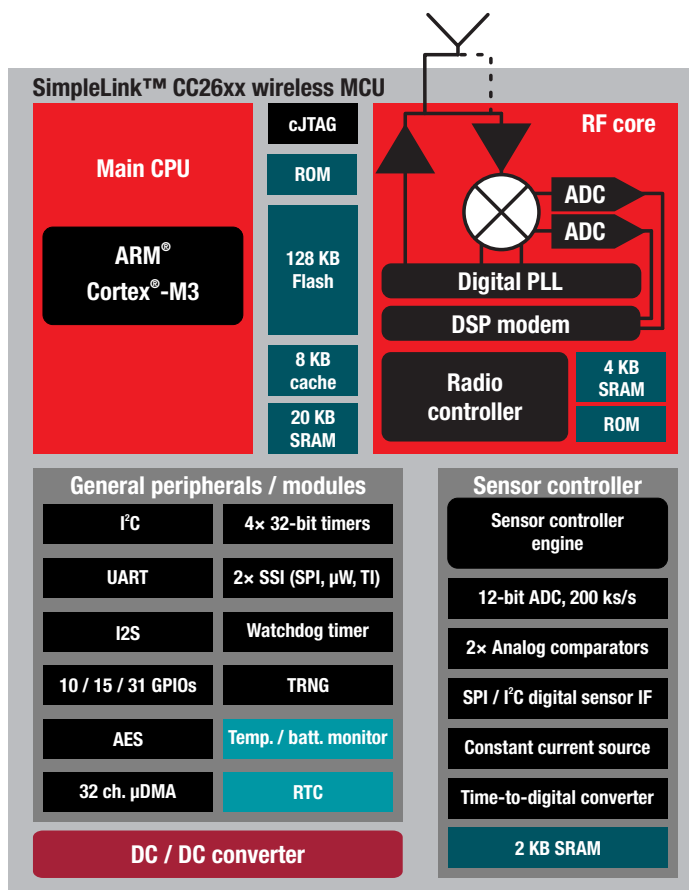 SimpleLink™ CC26xx wireless MCU
Main CPU
ARM®
Cortex®-M3
cJTAG
ROM
128 KB
Flash
8 KB
cache
20 KB
SRAM
RF core
ADC
ADC
Digital PLL
DSP modem
Radio
controller
4 KB
SRAM
ROM
General peripherals / modules
I²C
4× 32-bit timers
UART
2× SSI (SPI, µW, TI)
I2S
Watchdog timer
10 / 15 / 31 GPIOs
TRNG
AES
Temp. / batt. monitor
32 ch. µDMA
RTC
DC / DC converter
Sensor controller
Sensor controller
engine
12-bit ADC, 200 ks/s
2× Analog comparators
SPI / I²C digital sensor IF
Constant current source
Time-to-digital converter
2 KB SRAM